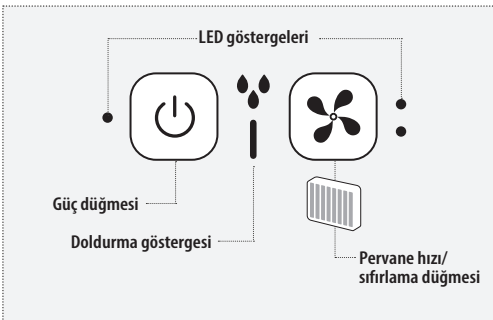 LED göstergeleri
Güç düğmesi
Doldurma göstergesi
Pervane hızı/
sıfırlama düğmesi